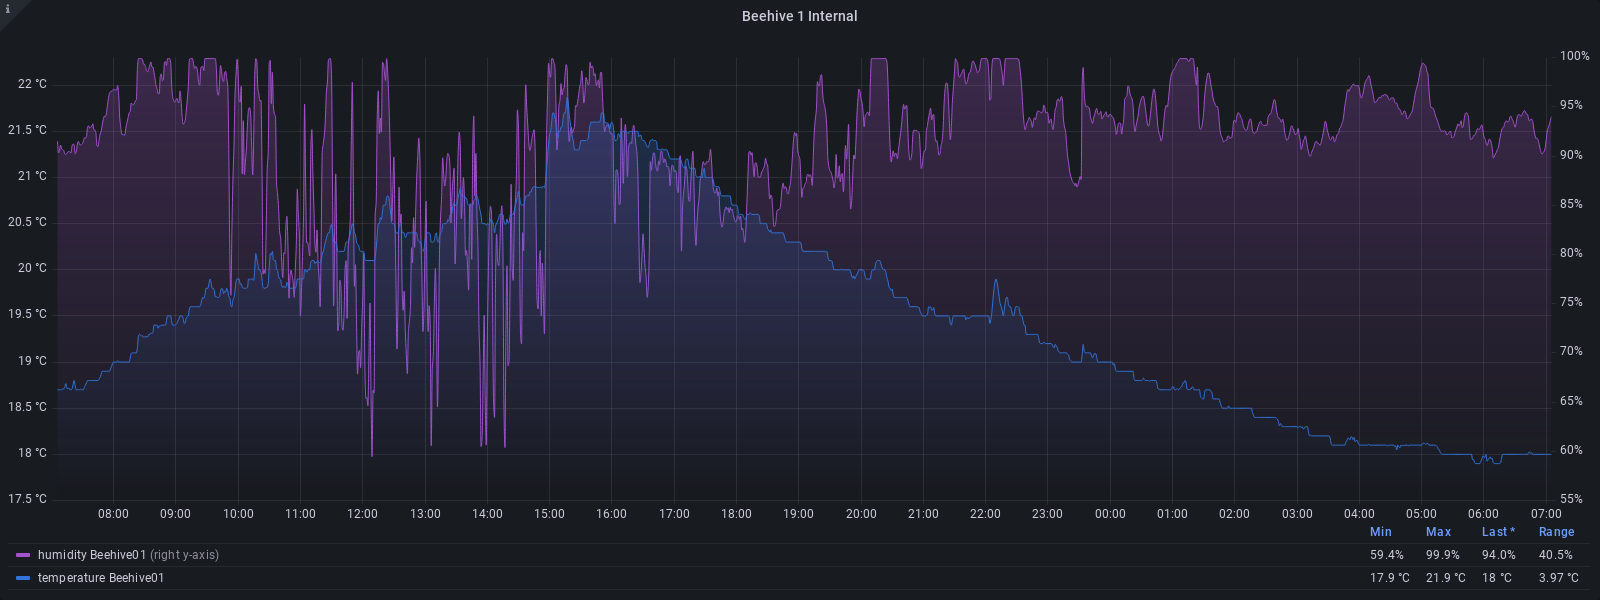 i
Beehive 1 Internal
22 °C
21.5 °C
21 °C
20.5 °C
20 °C
19.5 °C
19 °C
18.5 °C
18 °C
17.5 °C
100%
95%
90%
85%
80%
75%
70%
65%
60%
55%
08:00 09:00 10:00 11:00 12:00 13:00 14:00 15:00 16:00 17:00 18:00 19:00 20:00 21:00 22:00 23:00 00:00 01:00 02:00 03:00 04:00 05:00 06:00 07:00
Min Max Last * Range
humidity Beehive01 (right y-axis) 59.4% 99.9% 94.0% 40.5%
temperature Beehive01 17.9 °C 21.9 °C 18 °C 3.97 °C